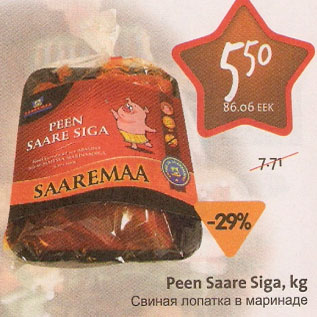 5.50
86.06 EEK
PEEN
SAARE SIGA
SAAREMAA
7.71
-29%
Peen Saare Siga, kg
Свиная лопатка в маринаде